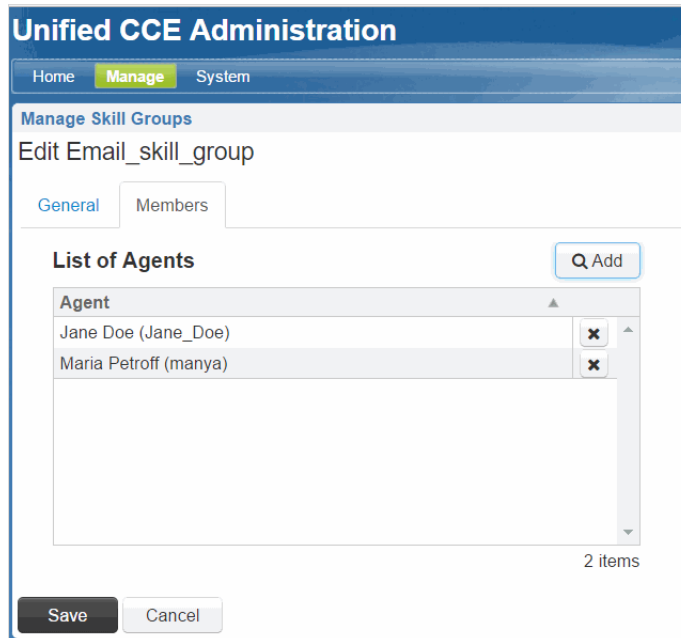 Unified CCE Administration
Home Manage System
Manage Skill Groups
Edit Email_skill_group
General Members
List of Agents Add
Agent
Jane Doe (Jane_Doe)
Maria Petroff (manya)
2 items
Save Cancel